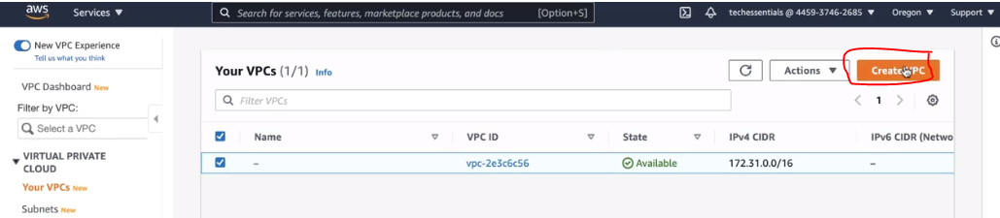 aws Services ▼ Search for services, features, marketplace products, and docs [Option+S] techessentials @ 4459-3746-2685 ▼ Oregon ▼ Support ▼
New VPC Experience
Tell us what you think
VPC Dashboard New
Filter by VPC:
Select a VPC
VIRTUAL PRIVATE
CLOUD
Your VPCs New
Subnets New
Your VPCs (1/1) Info
Actions ▼ Create VPC
Filter VPCs
1
Name VPC ID State IPv4 CIDR IPv6 CIDR (Netwo
– vpc-2e3c6c56 Available 172.31.0.0/16 –